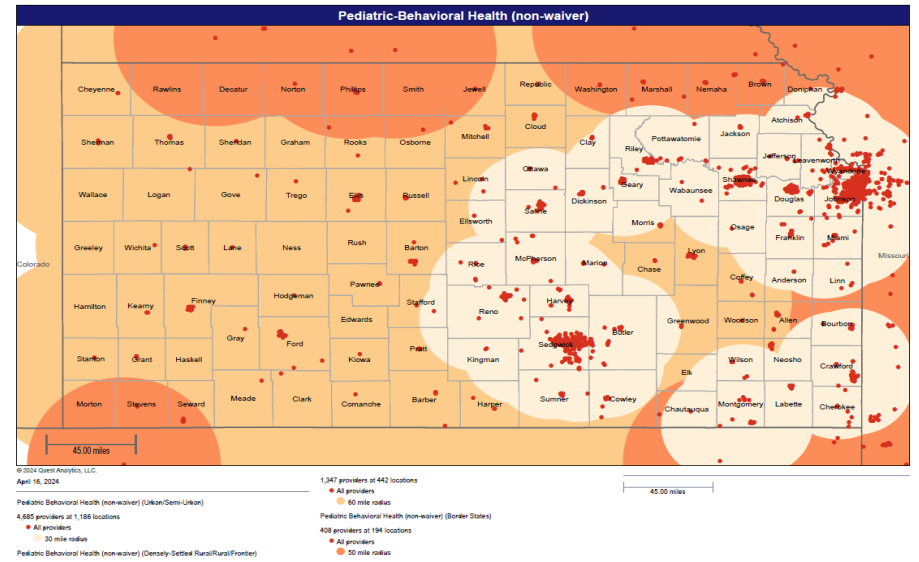 Pediatric-Behavioral Health (non-waiver)
Cheyenne Rawlins Decatur Norton Phillips Smith Jewell Republic Washington Marshall Nemaha Brown Doniphan
Atchison
Sherman Thomas Sheridan Graham Rooks Osborne Mitchell Cloud Clay Riley Pottawatomie Jackson
Jefferson Leavenworth
Wyandotte
Wallace Logan Gove Trego Ellis Russell Lincoln Ottawa Saline Dickinson Geary Wabaunsee Shawnee Douglas Johnson
Ellsworth Morris Osage Franklin Miami
Greeley Wichita Scott Lane Ness Rush Barton Rice McPherson Marion Chase Lyon Coffey Anderson Linn
Colorado
Missouri
Hamilton Kearny Finney Hodgeman Pawnee Stafford Reno Harvey Butler Greenwood Woodson Allen Bourbon
Gray Ford Edwards
Stanton Grant Haskell Kiowa Pratt Kingman Sedgwick Elk Wilson Neosho Crawford
Morton Stevens Seward Meade Clark Comanche Barber Harper Sumner Cowley Chautauqua Montgomery Labette Cherokee
45.00 miles
© 2024 Quest Analytics, LLC.
April 16, 2024
Pediatric Behavioral Health (non-waiver) (Urban/Semi-Urban)
4,685 providers at 1,186 locations
All providers
30 mile radius
Pediatric Behavioral Health (non-waiver) (Densely-Settled Rural/Rural/Frontier)
1,347 providers at 442 locations
All providers
60 mile radius
Pediatric Behavioral Health (non-waiver) (Border States)
408 providers at 194 locations
All providers
50 mile radius
45.00 miles